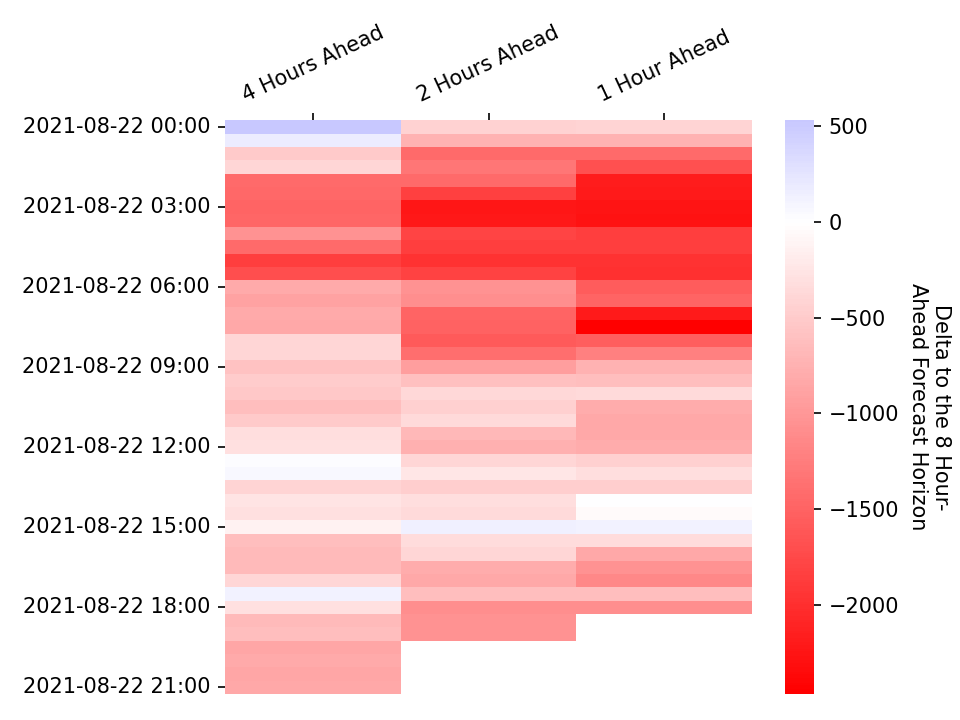 4 Hours Ahead
2 Hours Ahead
1 Hour Ahead
2021-08-22 00:00
2021-08-22 03:00
2021-08-22 06:00
2021-08-22 09:00
2021-08-22 12:00
2021-08-22 15:00
2021-08-22 18:00
2021-08-22 21:00
500
0
−500
−1000
−1500
−2000
Delta to the 8 Hour-
Ahead Forecast Horizon